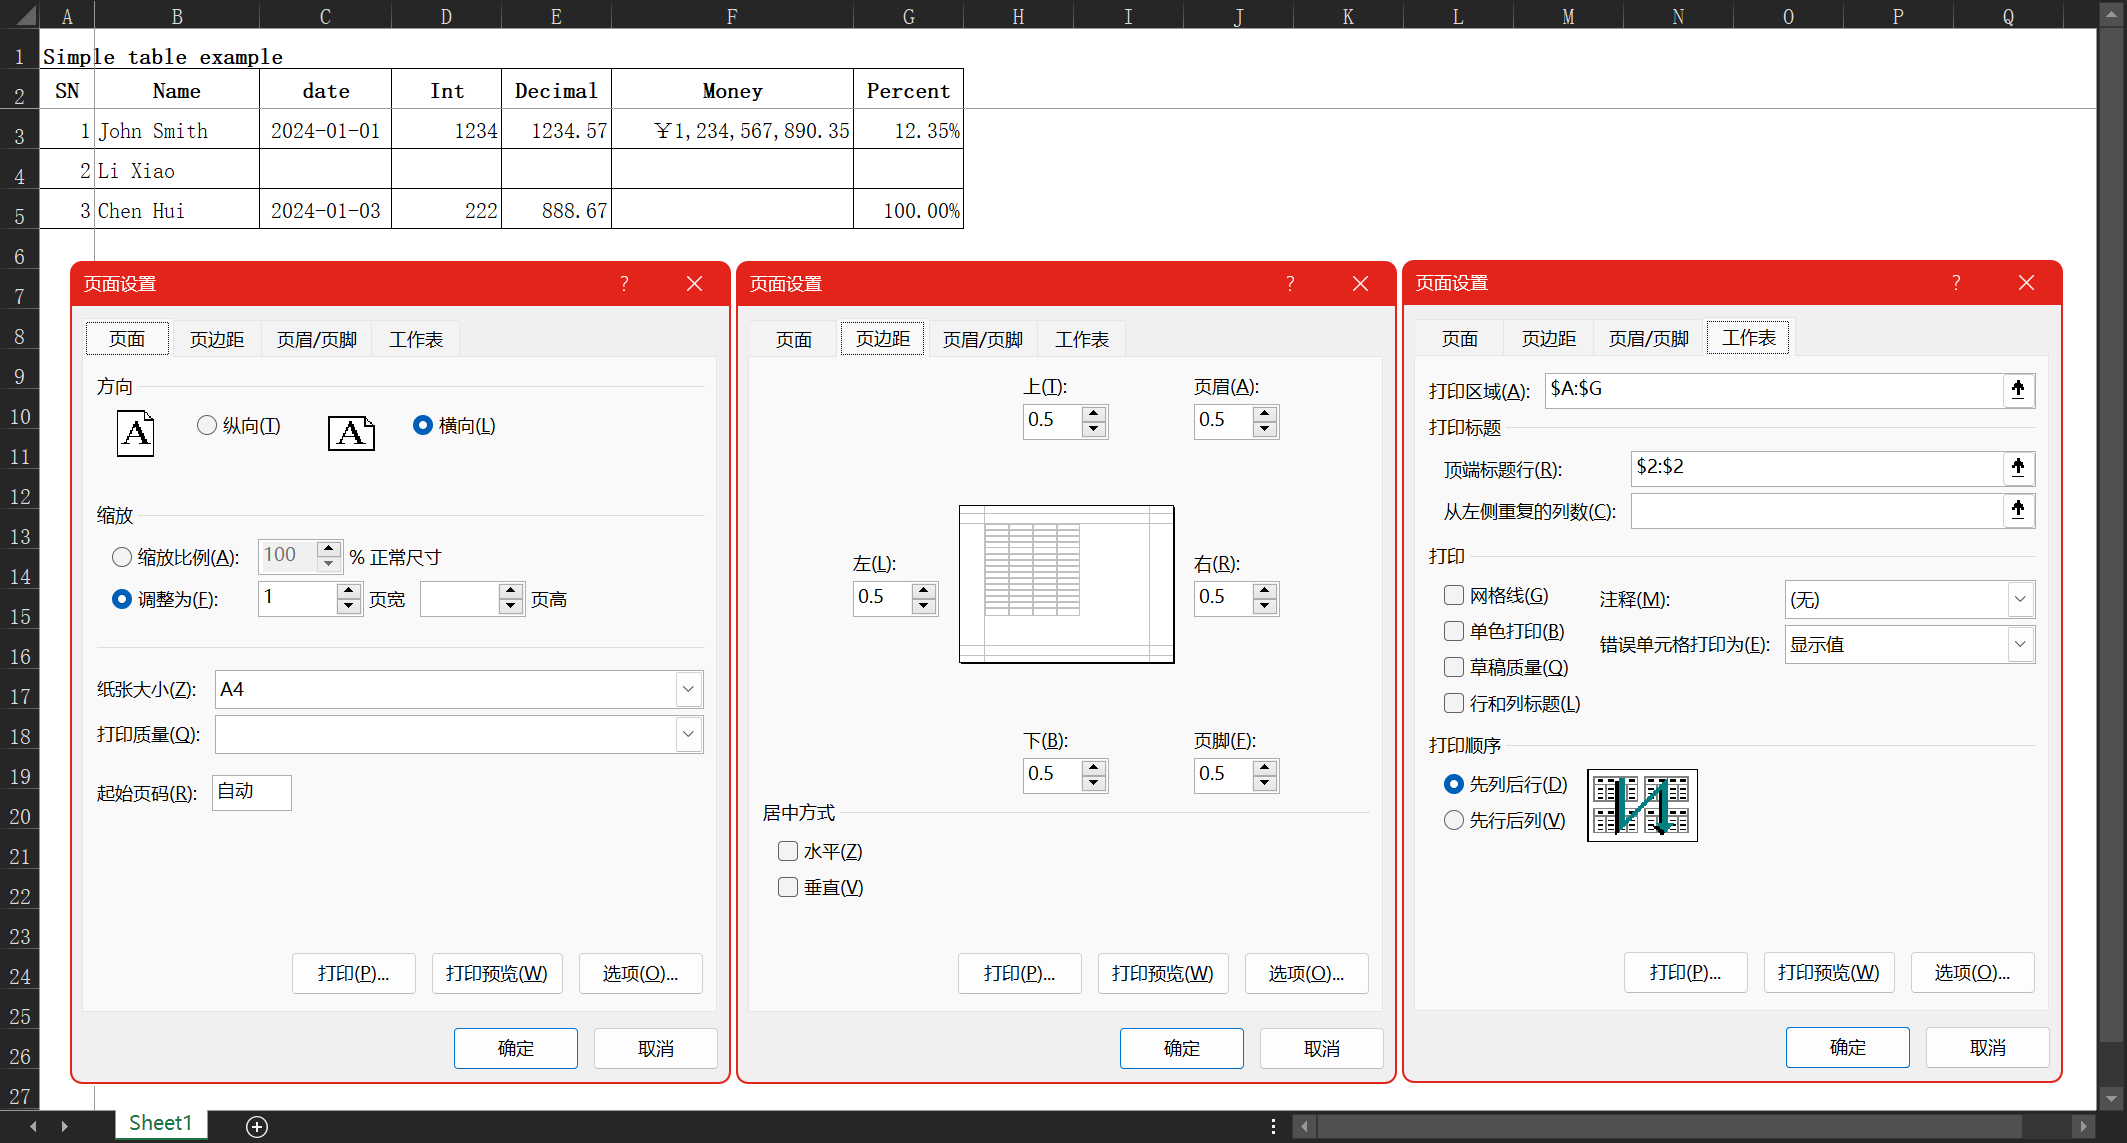 A B C D E F G H I J K L M N O P Q
1 Simple table example
2 SN Name date Int Decimal Money Percent
3 1 John Smith 2024-01-01 1234 1234.57 ￥1,234,567,890.35 12.35%
4 2 Li Xiao
5 3 Chen Hui 2024-01-03 222 888.67 100.00%
6
7
8
9
10
11
12
13
14
15
16
17
18
19
20
21
22
23
24
25
26
27
页面设置 ?
页面 页边距 页眉/页脚 工作表
方向
A 纵向(T) A 横向(L)
缩放
缩放比例(A): 100 % 正常尺寸
调整为(F): 1 页宽 页高
纸张大小(Z): A4
打印质量(Q):
起始页码(R): 自动
打印(P)... 打印预览(W) 选项(O)...
确定 取消
页面设置 ?
页面 页边距 页眉/页脚 工作表
上(T): 页眉(A):
0.5 0.5
左(L): 右(R):
0.5 0.5
下(B): 页脚(F):
0.5 0.5
居中方式
水平(Z)
垂直(V)
打印(P)... 打印预览(W) 选项(O)...
确定 取消
页面设置 ?
页面 页边距 页眉/页脚 工作表
打印区域(A): $A:$G
打印标题
顶端标题行(R): $2:$2
从左侧重复的列数(C):
打印
网格线(G) 注释(M): (无)
单色打印(B) 错误单元格打印为(E): 显示值
草稿质量(Q)
行和列标题(L)
打印顺序
先列后行(D)
先行后列(V)
打印(P)... 打印预览(W) 选项(O)...
确定 取消
Sheet1